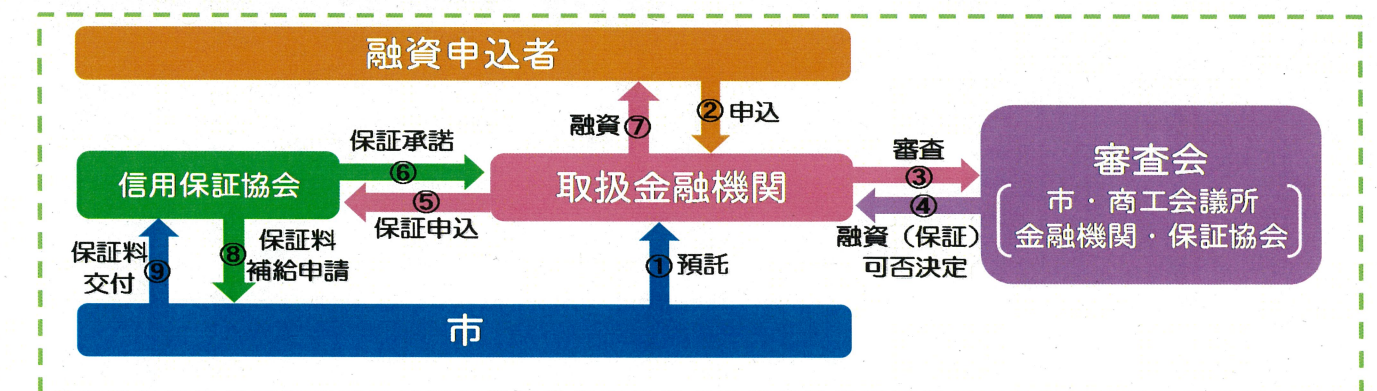 融資申込者
融資⑦
②申込
保証承諾
⑥
審査
③
審査会
信用保証協会
取扱金融機関
市・商工会議所
金融機関・保証協会
⑤
保証申込
④
融資（保証）
可否決定
保証料
交付
⑨
⑧
保証料
補給申請
①預託
市